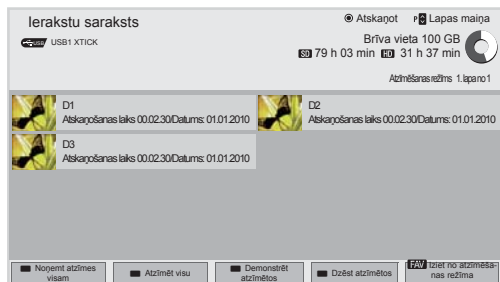 Ierakstu saraksts
Atskaņot P Lapas maiņa
USB USB1 XTICK
Brīva vieta 100 GB
SD 79 h 03 min HD 31 h 37 min
Atzīmēšanas režīms 1. lapa no 1
D1
Atskaņošanas laiks 00.02.30/Datums: 01.01.2010
D2
Atskaņošanas laiks 00.02.30/Datums: 01.01.2010
D3
Atskaņošanas laiks 00.02.30/Datums: 01.01.2010
Noņemt atzīmes visam
Atzīmēt visu
Demonstrēt atzīmētos
Dzēst atzīmētos
FAV Iziet no atzīmēša-
nas režīma